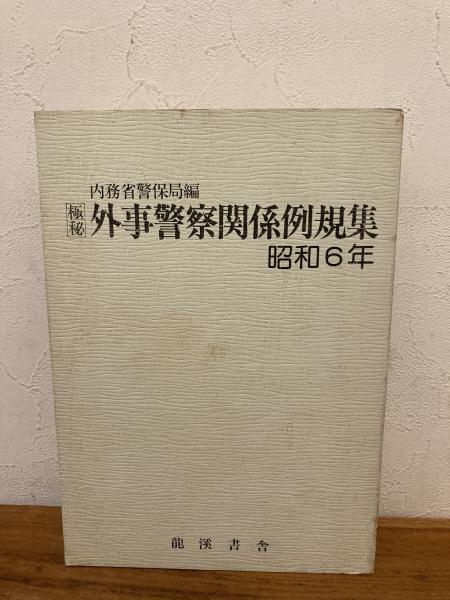 内務省警保局編
極秘 外事警察関係例規集
昭和6年
龍溪書舎